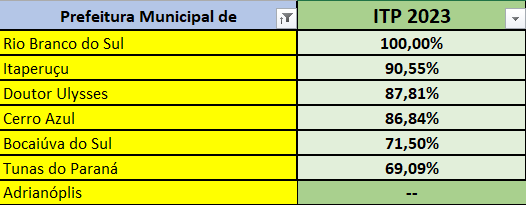 Prefeitura Municipal de ITP 2023
Rio Branco do Sul 100,00%
Itaperuçu 90,55%
Doutor Ulysses 87,81%
Cerro Azul 86,84%
Bocaiúva do Sul 71,50%
Tunas do Paraná 69,09%
Adrianóplis --